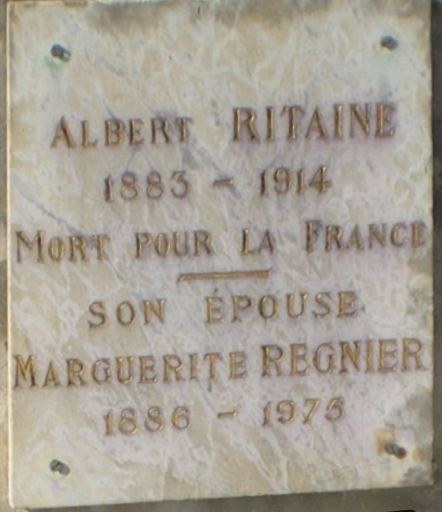 ALBERT RITAINE
1883 - 1914
MORT POUR LA FRANCE
SON ÉPOUSE
MARGUERITE REGNIER
1886 - 1975